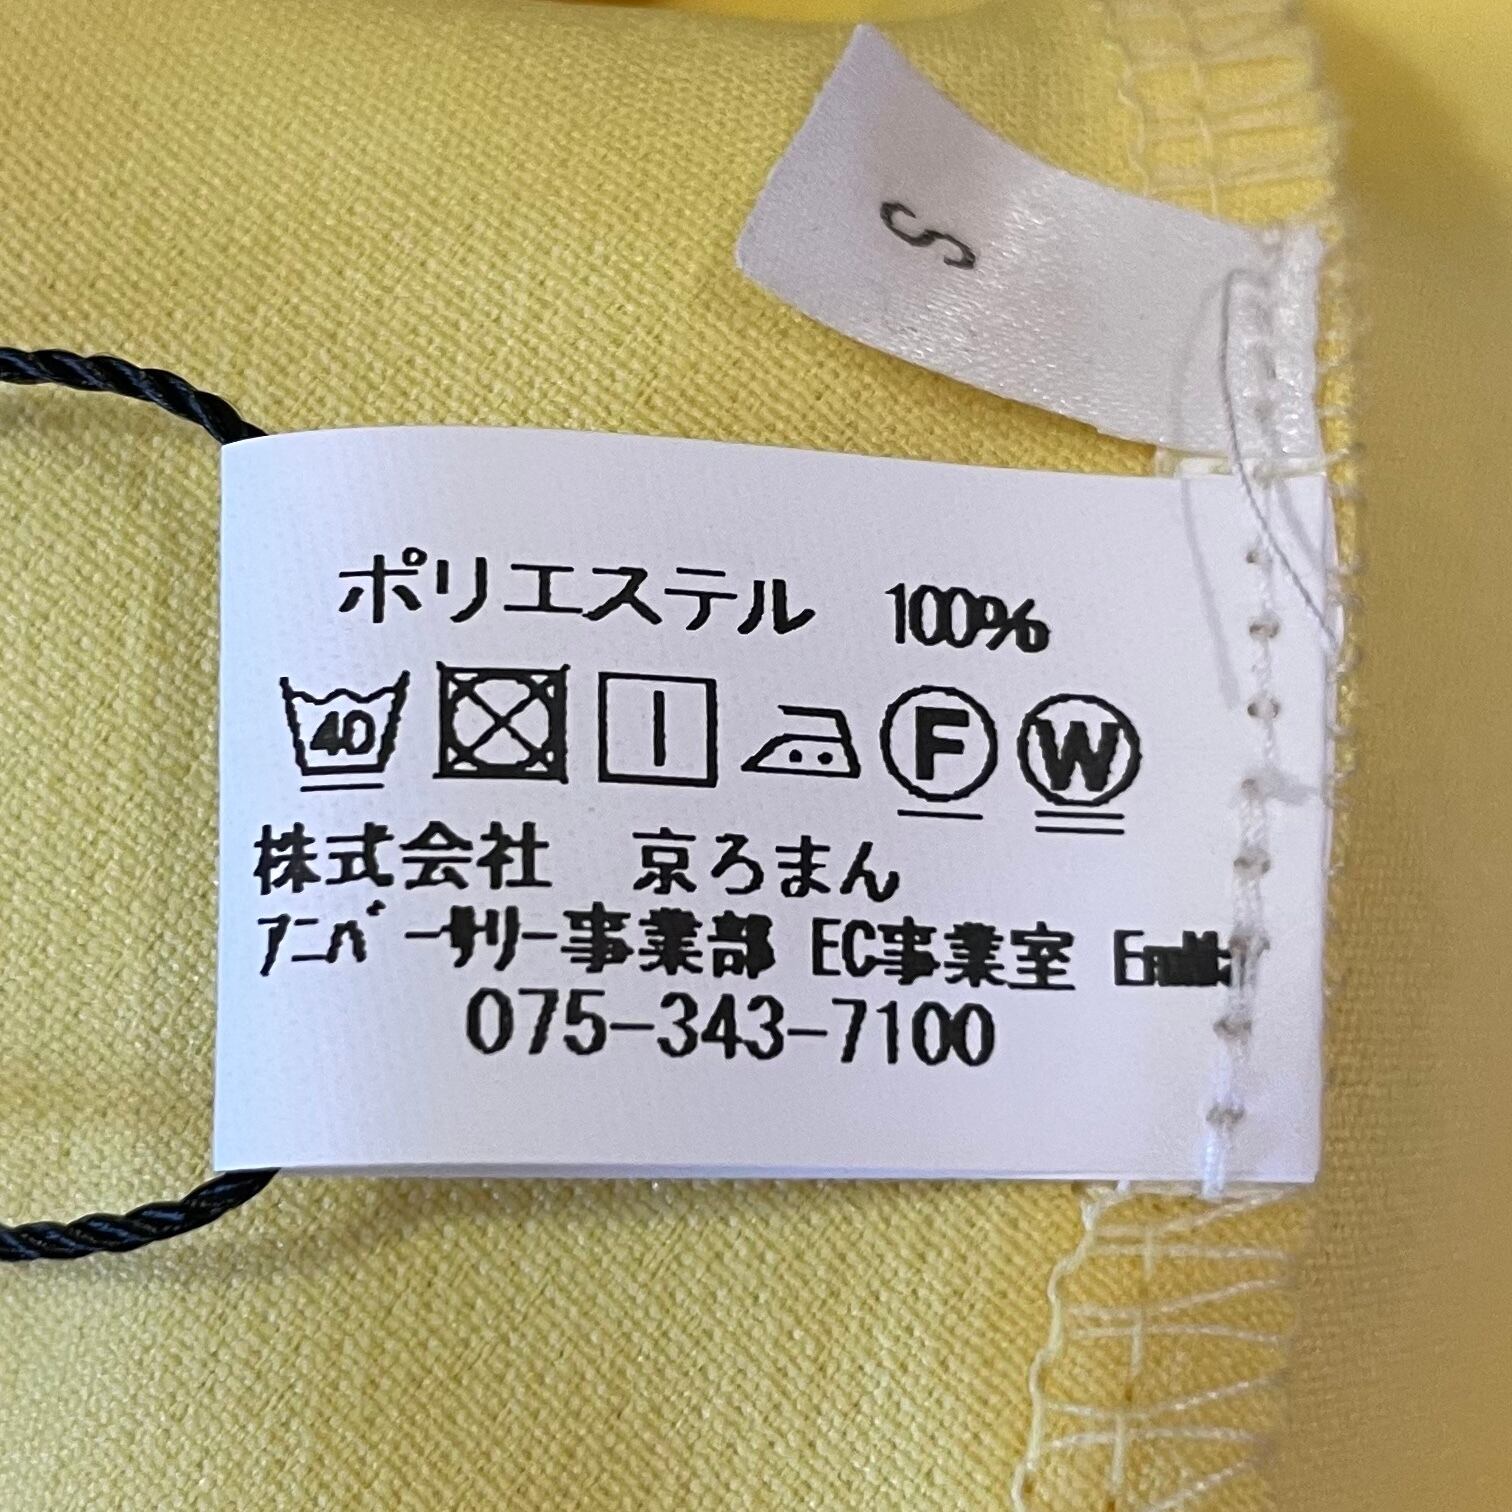 S
ポリエステル 100%
40
F W
株式会社 京ろまん
アニバーサリー事業部 EC事業室
075-343-7100